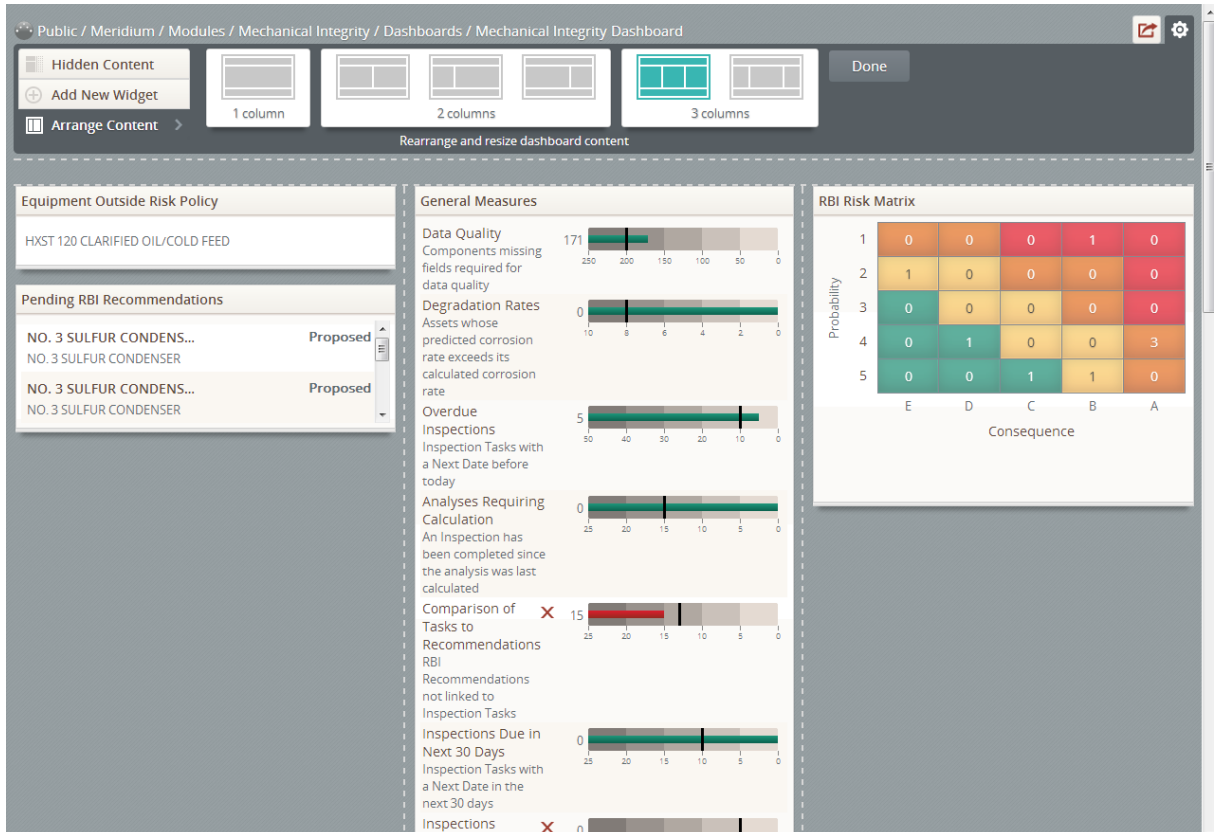 Public / Meridium / Modules / Mechanical Integrity / Dashboards / Mechanical Integrity Dashboard
Hidden Content
Add New Widget
Arrange Content
1 column
2 columns
3 columns
Done
Rearrange and resize dashboard content
Equipment Outside Risk Policy
HXST 120 CLARIFIED OIL/COLD FEED
Pending RBI Recommendations
NO. 3 SULFUR CONDENS... Proposed
NO. 3 SULFUR CONDENSER
NO. 3 SULFUR CONDENS... Proposed
NO. 3 SULFUR CONDENSER
General Measures
Data Quality
Components missing
fields required for
data quality
171
250 200 150 100 50 0
Degradation Rates
Assets whose
predicted corrosion
rate exceeds its
calculated corrosion
rate
0
10 8 6 4 2 0
Overdue
Inspections
Inspection Tasks with
a Next Date before
today
5
50 40 30 20 10 0
Analyses Requiring
Calculation
An Inspection has
been completed since
the analysis was last
calculated
0
25 20 15 10 5 0
Comparison of
Tasks to
Recommendations
RBI
Recommendations
not linked to
Inspection Tasks
15
25 20 15 10 5 0
Inspections Due in
Next 30 Days
Inspection Tasks with
a Next Date in the
next 30 days
0
25 20 15 10 5 0
Inspections
0
RBI Risk Matrix
Probability
1 0 0 0 1 0
2 1 0 0 0 0
3 0 0 0 0 0
4 0 1 0 0 3
5 0 0 1 1 0
E D C B A
Consequence